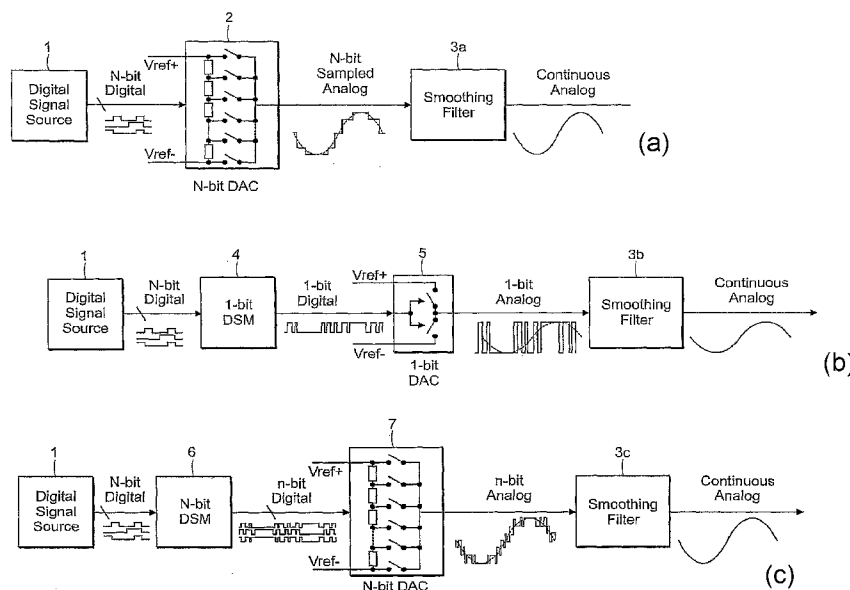 1
2
3a
Digital
Signal
Source
N-bit
Digital
Vref+
Vref-
N-bit DAC
N-bit
Sampled
Analog
Smoothing
Filter
Continuous
Analog
(a)
1
4
5
3b
Digital
Signal
Source
N-bit
Digital
1-bit
DSM
1-bit
Digital
Vref+
Vref-
1-bit
DAC
1-bit
Analog
Smoothing
Filter
Continuous
Analog
(b)
1
6
7
3c
Digital
Signal
Source
N-bit
Digital
N-bit
DSM
n-bit
Digital
Vref+
Vref-
N-bit DAC
n-bit
Analog
Smoothing
Filter
Continuous
Analog
(c)